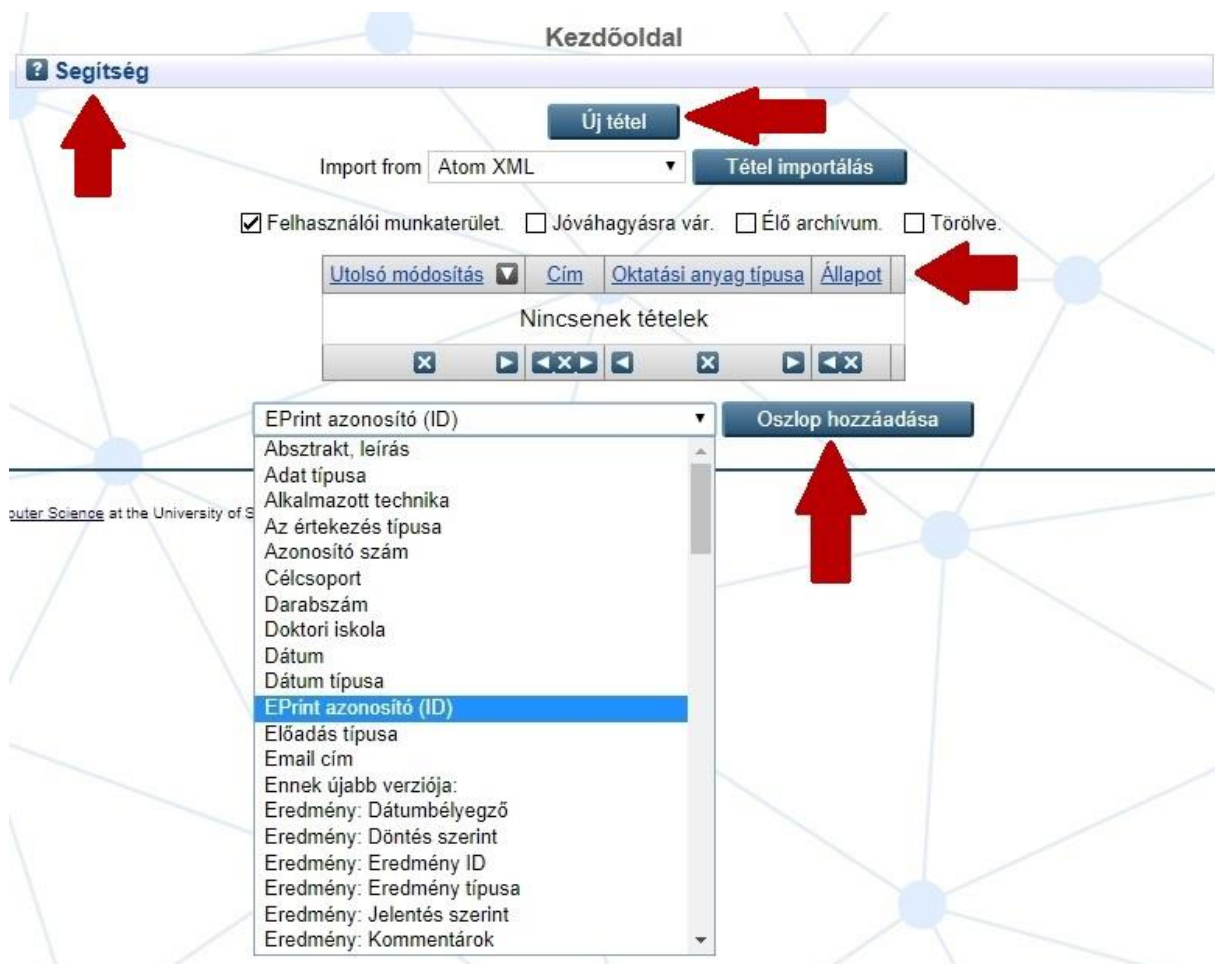 Kezdőoldal
Segítség
Új tétel
Import from Atom XML Tétel importálás
Felhasználói munkaterület. Jóváhagyásra vár. Élő archívum. Törölve.
Utolsó módosítás Cím Oktatási anyag típusa Állapot
Nincsenek tételek
EPrint azonosító (ID) Oszlop hozzáadása
Absztrakt, leírás
Adat típusa
Alkalmazott technika
puter Science at the University of S
Az értekezés típusa
Azonosító szám
Célcsoport
Darabszám
Doktori iskola
Dátum
Dátum típusa
EPrint azonosító (ID)
Előadás típusa
Email cím
Ennek újabb verziója:
Eredmény: Dátumbélyegző
Eredmény: Döntés szerint
Eredmény: Eredmény ID
Eredmény: Eredmény típusa
Eredmény: Jelentés szerint
Eredmény: Kommentárok